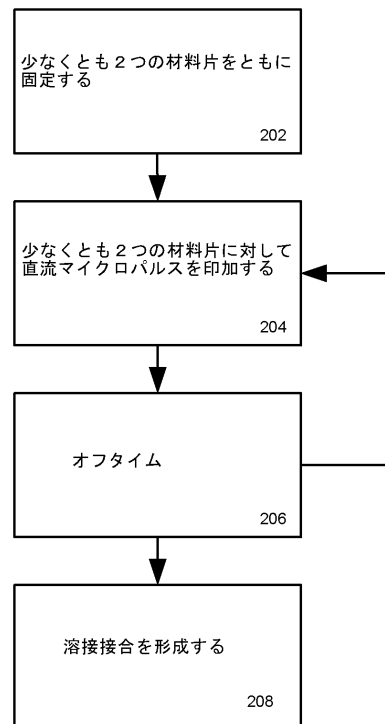 少なくとも２つの材料片をともに
固定する
202
少なくとも２つの材料片に対して
直流マイクロパルスを印加する
204
オフタイム
206
溶接接合を形成する
208